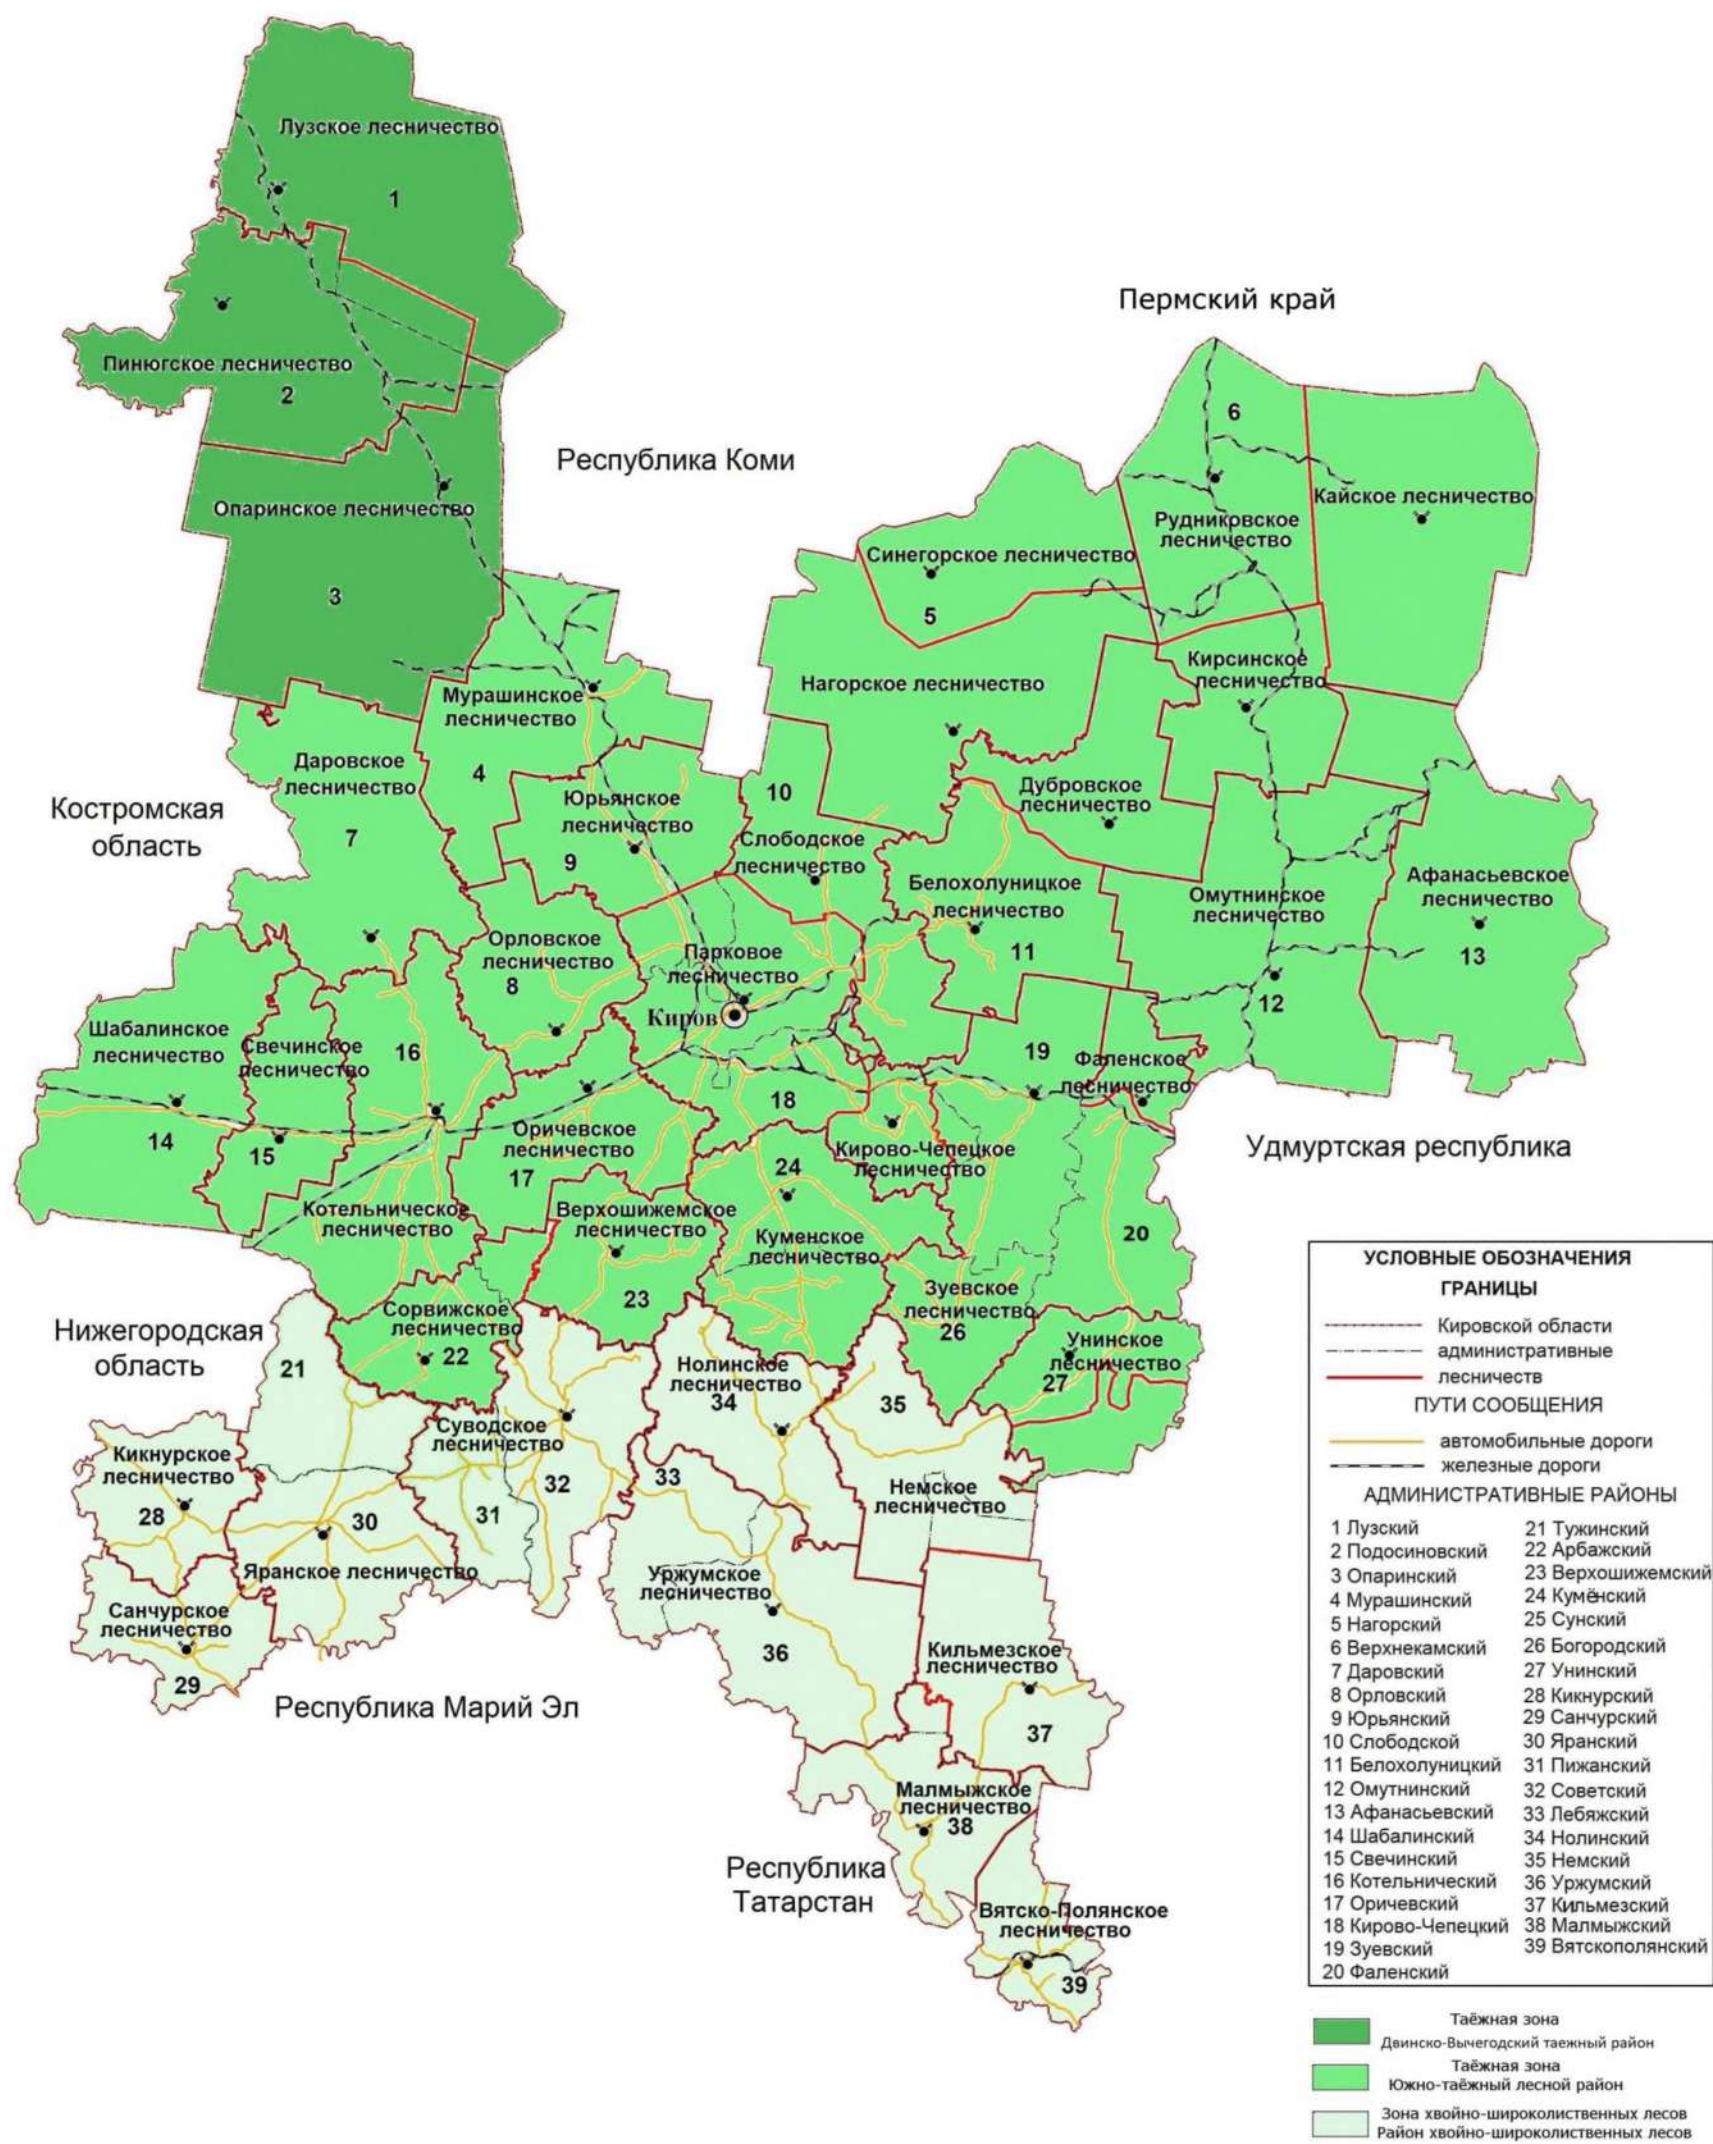 Лузское лесничество
1
Пермский край
Пинюгское лесничество
2
6
Республика Коми
Кайское лесничество
Опаринское лесничество
Рудниковское
лесничество
Синегорское лесничество
3
5
Кирсинское
лесничество
Нагорское лесничество
Мурашинское
лесничество
Даровское
лесничество
4
10
Дубровское
лесничество
Костромская
область
Юрьянское
лесничество
7
9
Слободское
лесничество
Белохолуницкое
лесничество
Омутнинское
лесничество
Афанасьевское
лесничество
Орловское
лесничество
8
Парковое
лесничество
11
13
12
Киров
Шабалинское
лесничество
Свечинское
лесничество
16
19
Фаленское
лесничество
18
14
15
Оричевское
лесничество
17
Кирово-Чепецкое
лесничество
24
Удмуртская республика
Котельническое
лесничество
Верхошижемское
лесничество
Куменское
лесничество
20
23
Зуевское
лесничество
26
Нижегородская
область
Сорвижское
лесничество
22
21
Унинское
лесничество
27
Нолинское
лесничество
34
35
Кикнурское
лесничество
28
Суводское
лесничество
32
33
31
30
Немское
лесничество
Яранское лесничество
Уржумское
лесничество
Санчурское
лесничество
29
36
Кильмезское
лесничество
Республика Марий Эл
37
Малмыжское
лесничество
38
Республика
Татарстан
Вятско-Полянское
лесничество
39
УСЛОВНЫЕ ОБОЗНАЧЕНИЯ
ГРАНИЦЫ
Кировской области
административные
лесничеств
ПУТИ СООБЩЕНИЯ
автомобильные дороги
железные дороги
АДМИНИСТРАТИВНЫЕ РАЙОНЫ
1 Лузский
2 Подосиновский
3 Опаринский
4 Мурашинский
5 Нагорский
6 Верхнекамский
7 Даровский
8 Орловский
9 Юрьянский
10 Слободской
11 Белохолуницкий
12 Омутнинский
13 Афанасьевский
14 Шабалинский
15 Свечинский
16 Котельнический
17 Оричевский
18 Кирово-Чепецкий
19 Зуевский
20 Фаленский
21 Тужинский
22 Арбажский
23 Верхошижемский
24 Кумёнский
25 Сунский
26 Богородский
27 Унинский
28 Кикнурский
29 Санчурский
30 Яранский
31 Пижанский
32 Советский
33 Лебяжский
34 Нолинский
35 Немский
36 Уржумский
37 Кильмезский
38 Малмыжский
39 Вятскополянский
Таёжная зона
Двинско-Вычегодский таежный район
Таёжная зона
Южно-таёжный лесной район
Зона хвойно-широколиственных лесов
Район хвойно-широколиственных лесов